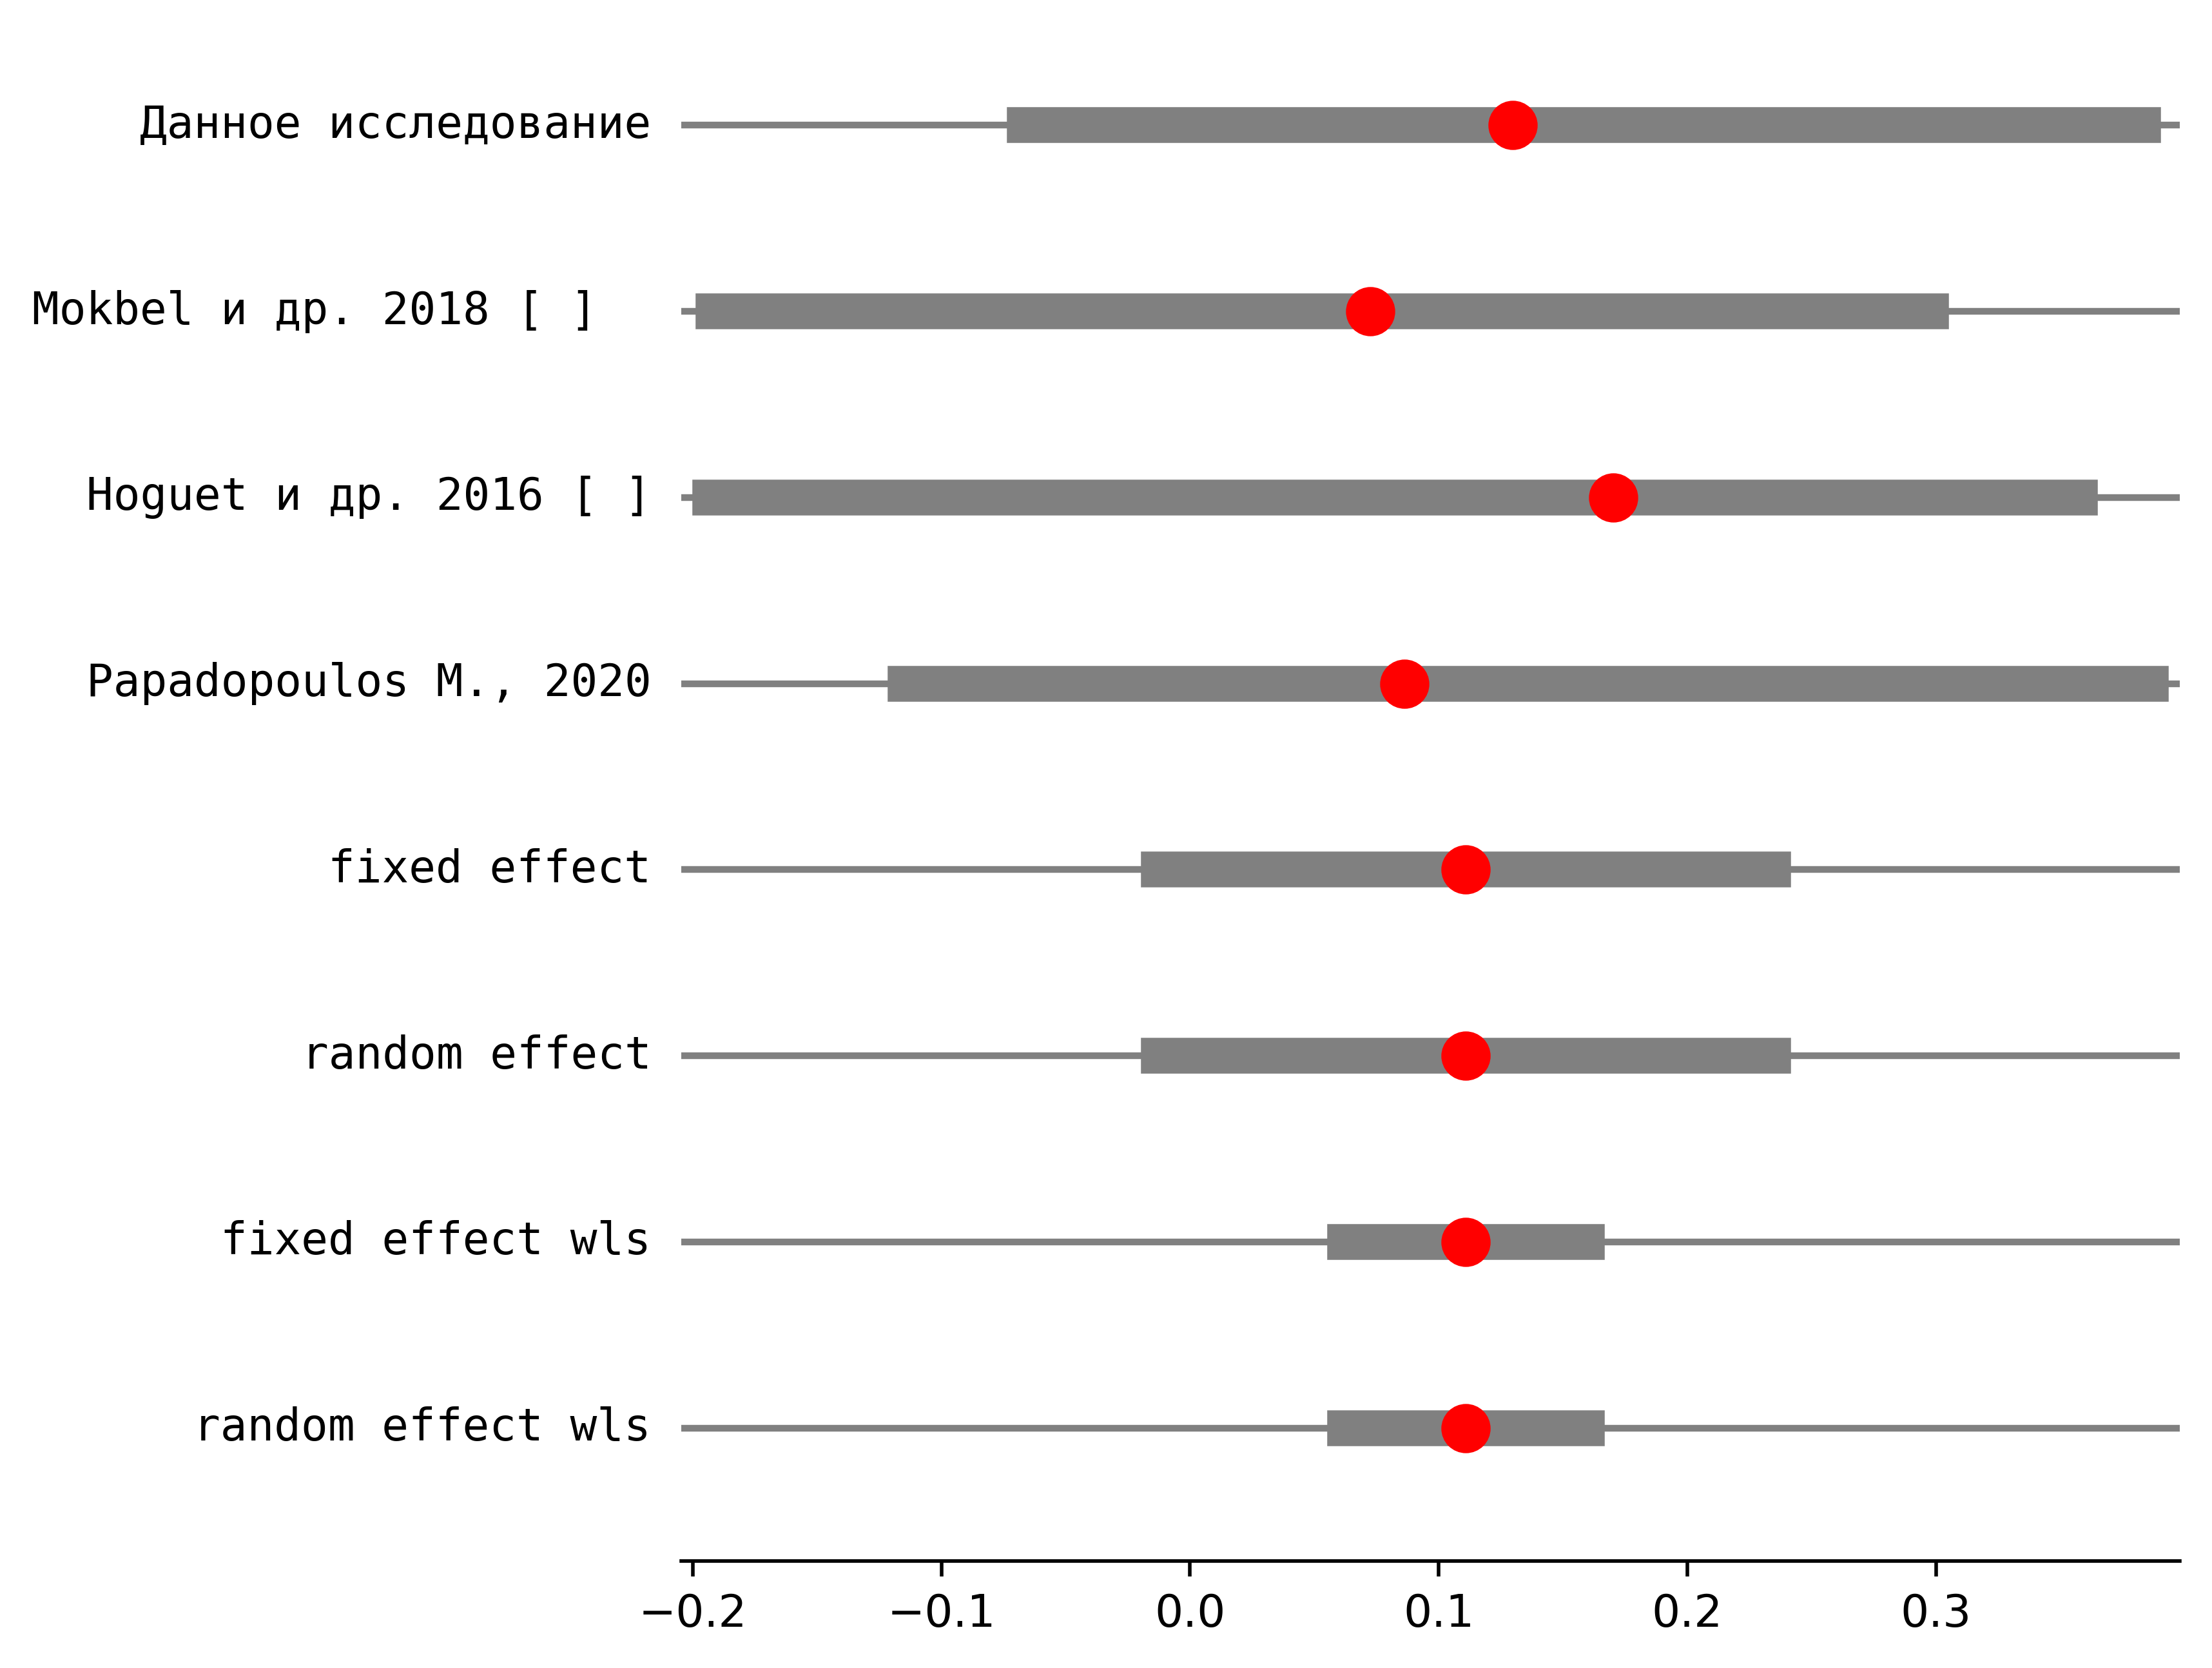 Данное исследование
Mokbel и др. 2018 [ ]
Hoguet и др. 2016 [ ]
Papadopoulos M., 2020
fixed effect
random effect
fixed effect wls
random effect wls
−0.2 −0.1 0.0 0.1 0.2 0.3